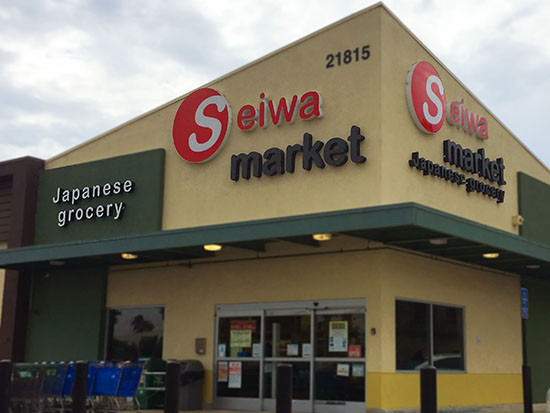 21815
Seiwa
market
Japanese
grocery
Seiwa
market
Japanese grocery